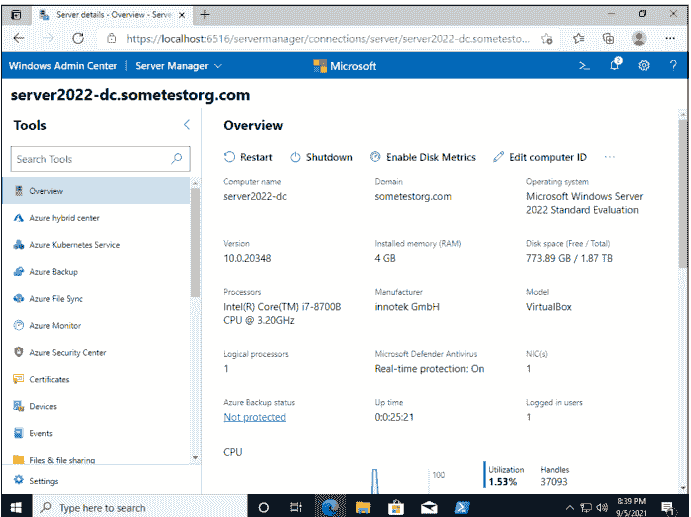 Server details - Overview - Serve
https://localhost:6516/servermanager/connections/server/server2022-dc.sometesto...
Windows Admin Center | Server Manager
Microsoft
2
server2022-dc.sometestorg.com
Tools
Search Tools
Overview
Azure hybrid center
Azure Kubernetes Service
Azure Backup
Azure File Sync
Azure Monitor
Azure Security Center
Certificates
Devices
Events
Files & file sharing
Settings
Overview
Restart
Shutdown
Enable Disk Metrics
Edit computer ID
...
Computer name
server2022-dc
Domain
sometestorg.com
Operating system
Microsoft Windows Server
2022 Standard Evaluation
Version
10.0.20348
Installed memory (RAM)
4 GB
Disk space (Free / Total)
773.89 GB / 1.87 TB
Processors
Intel(R) Core(TM) i7-8700B
CPU @ 3.20GHz
Manufacturer
innotek GmbH
Model
VirtualBox
Logical processors
1
Microsoft Defender Antivirus
Real-time protection: On
NIC(s)
1
Azure Backup status
Not protected
Up time
0:0:25:21
Logged in users
1
CPU
100
Utilization
1.53%
Handles
37093
Type here to search
8:39 PM
9/5/2021